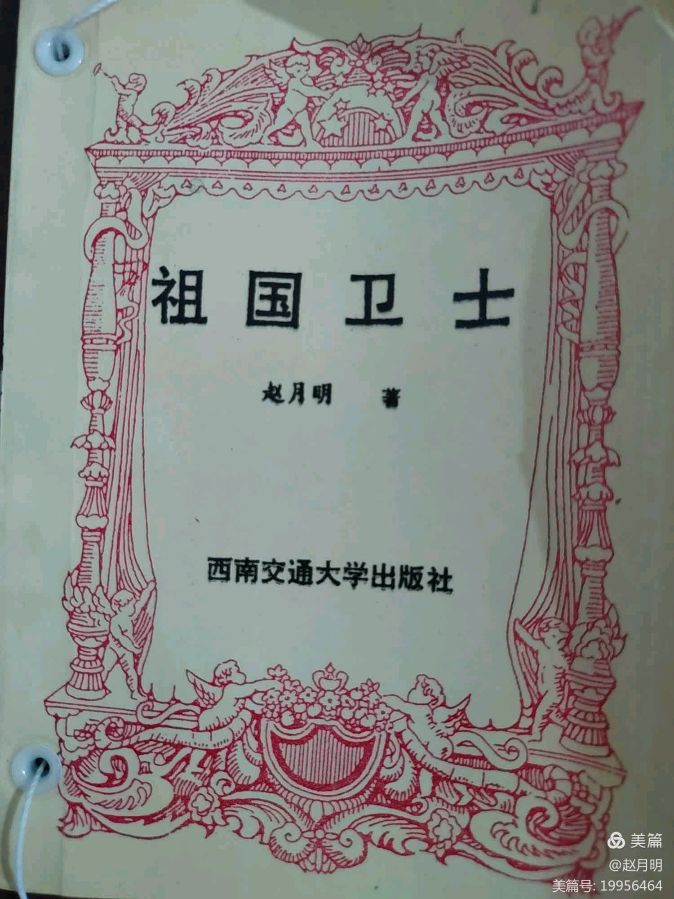 祖国卫士
赵月明 著
西南交通大学出版社
美篇
@赵月明
美篇号: 19956464